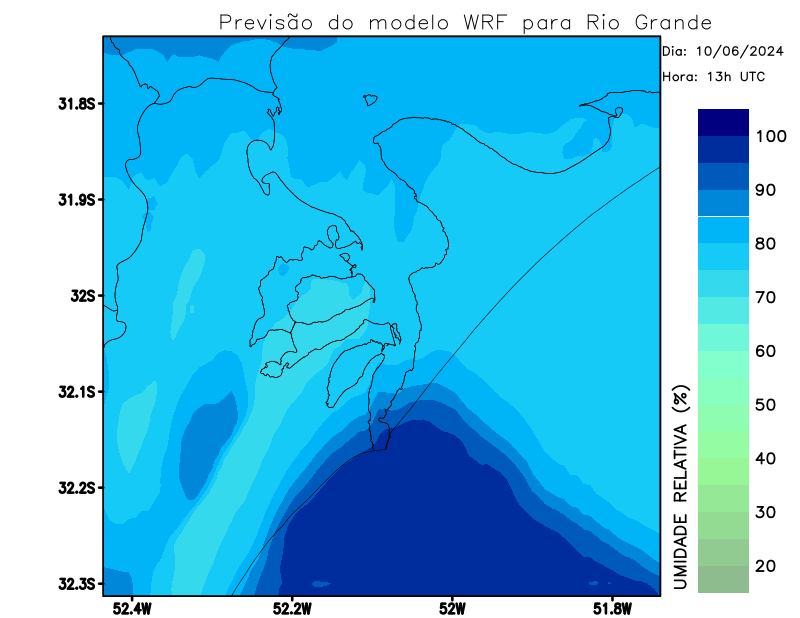 Previsão do modelo WRF para Rio Grande
Dia: 10/06/2024
Hora: 13h UTC
31.8S
31.9S
32S
32.1S
32.2S
32.3S
52.4W
52.2W
52W
51.8W
100
90
80
70
60
50
40
30
20
UMIDADE RELATIVA (%)